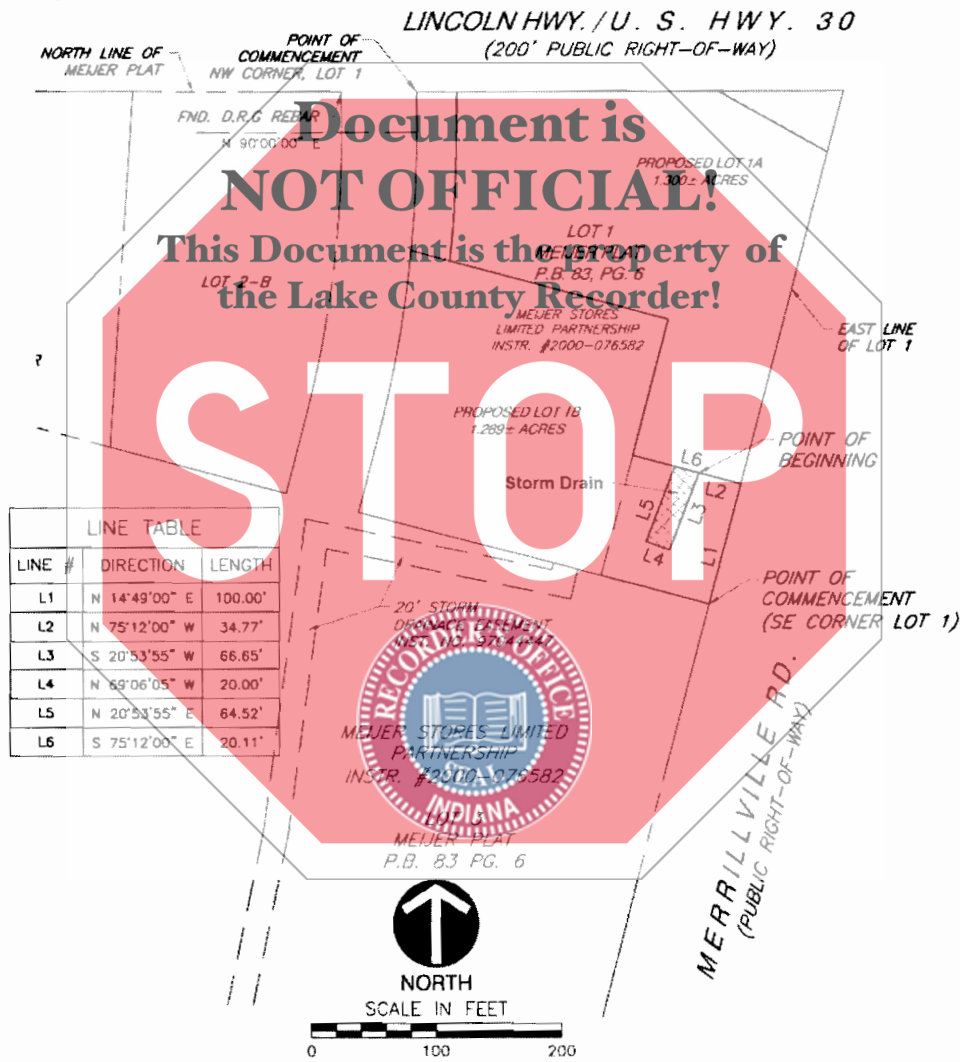 LINCOLN HWY./U. S. HWY. 30
(200' PUBLIC RIGHT-OF-WAY)
NORTH LINE OF
MEIJER PLAT
POINT OF
COMMENCEMENT
NW CORNER, LOT 1
FND. D.R.G REBAR
N 90°00'00" E
Document is
NOT OFFICIAL!
This Document is the property of
the Lake County Recorder!
PROPOSED LOT 1A
1.300± ACRES
LOT 1
MEIJER PLAT
P.B. 83, PG. 6
LOT 2-B
MEIJER STORES
LIMITED PARTNERSHIP
INSTR. #2000-076582
EAST LINE
OF LOT 1
STOP
PROPOSED LOT 1B
1.289± ACRES
POINT OF
BEGINNING
Storm Drain
L6
L2
L3
L5
L4
L1
POINT OF
COMMENCEMENT
(SE CORNER LOT 1)
LINE TABLE
LINE # DIRECTION LENGTH
L1 N 14°49'00" E 100.00'
L2 N 75°12'00" W 34.77'
L3 S 20°53'55" W 66.65'
L4 N 69°06'05" W 20.00'
L5 N 20°53'55" E 64.52'
L6 S 75°12'00" E 20.11'
20' STORM
DRAINAGE EASEMENT
INST. NO. 97044447
RECORDER'S OFFICE
SEAL
INDIANA
MEIJER STORES LIMITED
PARTNERSHIP
INSTR. #2000-076582
LOT 3
MEIJER PLAT
P.B. 83 PG. 6
MERRILLVILLE RD.
(PUBLIC RIGHT-OF-WAY)
NORTH
SCALE IN FEET
0 100 200